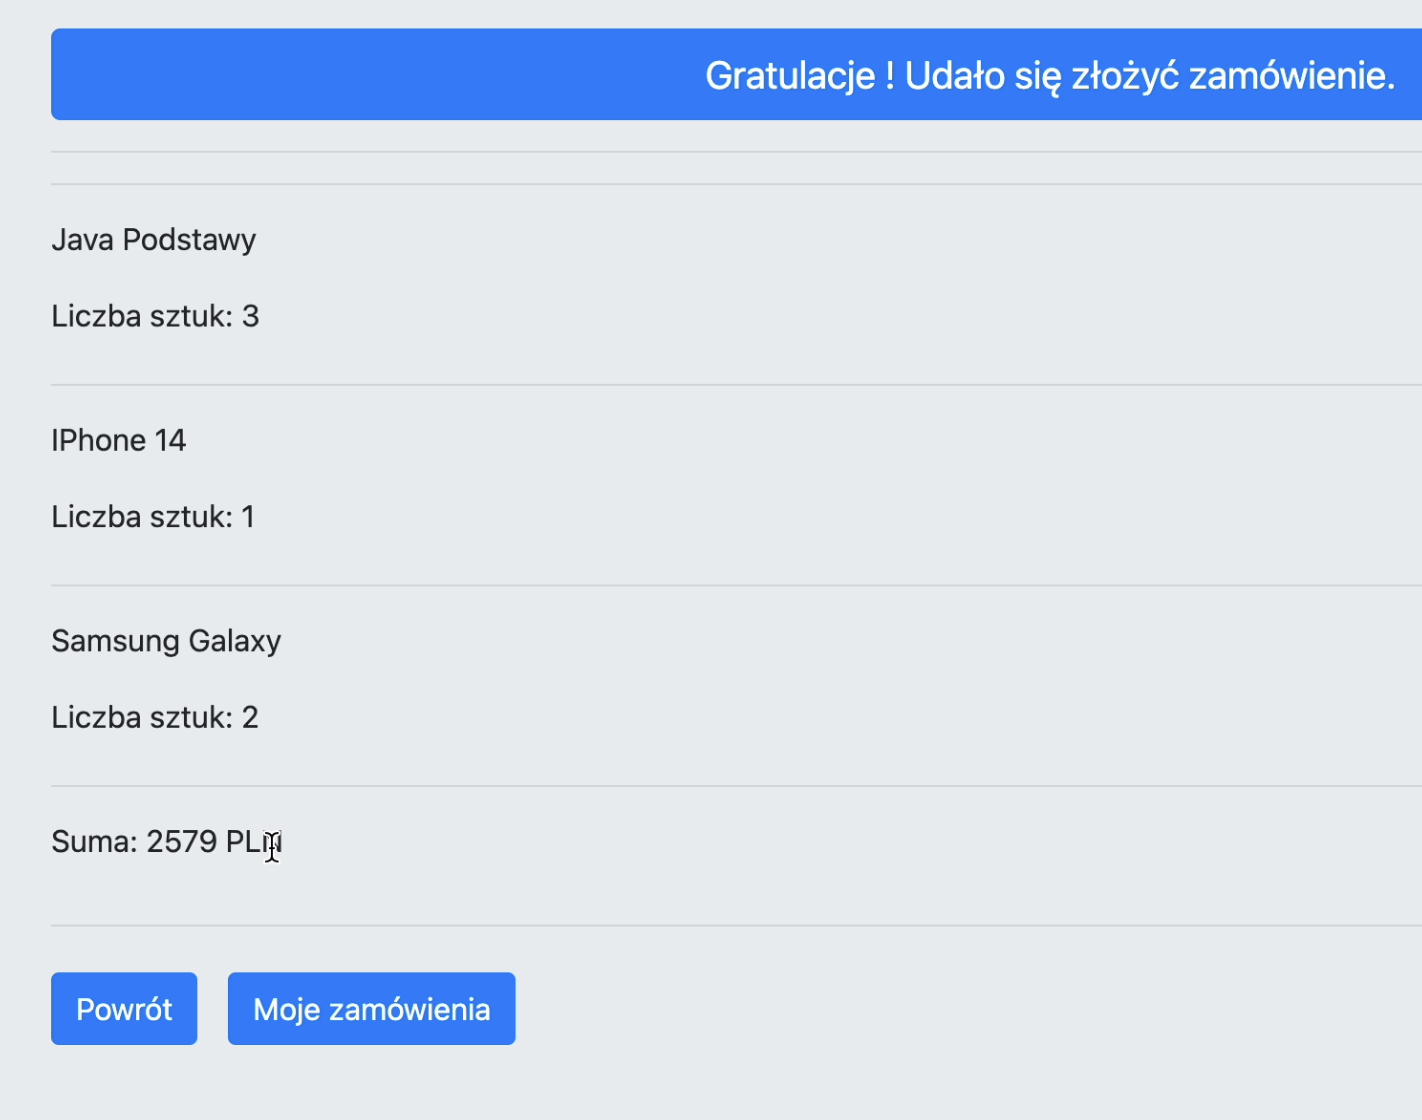 Gratulacje ! Udało się złożyć zamówienie.
Java Podstawy
Liczba sztuk: 3
IPhone 14
Liczba sztuk: 1
Samsung Galaxy
Liczba sztuk: 2
Suma: 2579 PLN
Powrót
Moje zamówienia